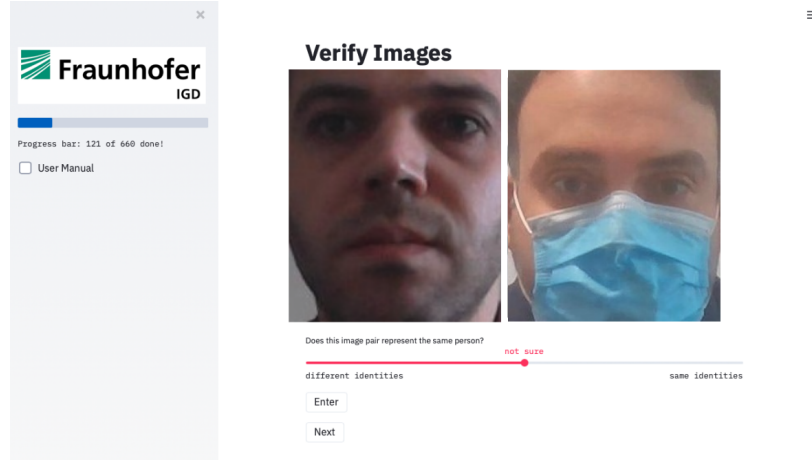 ×
Fraunhofer
IGD
Progress bar: 121 of 660 done!
User Manual
Verify Images
Does this image pair represent the same person?
not sure
different identities
same identities
Enter
Next